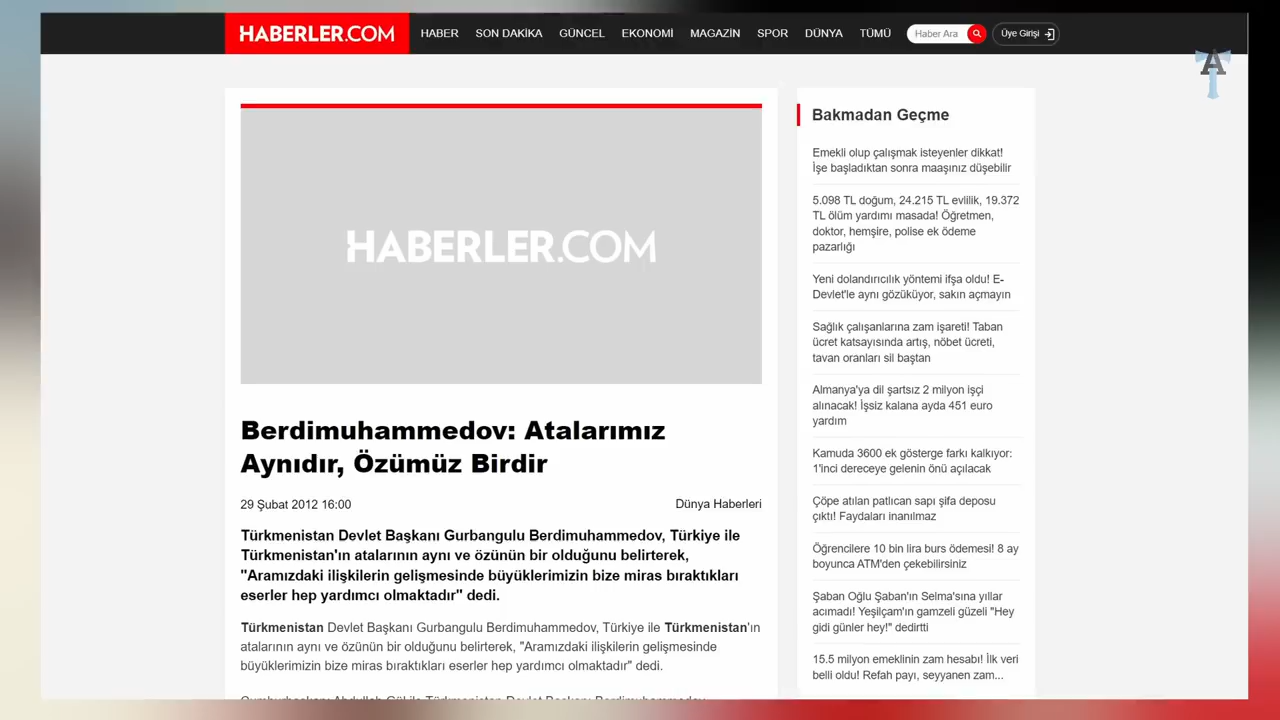 HABERLER.COM
HABER SON DAKİKA GÜNCEL EKONOMİ MAGAZİN SPOR DÜNYA TÜMÜ
Haber Ara
Üye Girişi
A
HABERLER.COM
Berdimuhammedov: Atalarımız
Aynıdır, Özümüz Birdir
29 Şubat 2012 16:00
Dünya Haberleri
Türkmenistan Devlet Başkanı Gurbangulu Berdimuhammedov, Türkiye ile
Türkmenistan'ın atalarının aynı ve özünün bir olduğunu belirterek,
"Aramızdaki ilişkilerin gelişmesinde büyüklerimizin bize miras bıraktıkları
eserler hep yardımcı olmaktadır" dedi.
Türkmenistan Devlet Başkanı Gurbangulu Berdimuhammedov, Türkiye ile Türkmenistan'ın
atalarının aynı ve özünün bir olduğunu belirterek, "Aramızdaki ilişkilerin gelişmesinde
büyüklerimizin bize miras bıraktıkları eserler hep yardımcı olmaktadır" dedi.
Cumhurbaşkanı Abdullah Gül ile Türkmenistan Devlet Başkanı Berdimuhammedov,
Bakmadan Geçme
Emekli olup çalışmak isteyenler dikkat!
İşe başladıktan sonra maaşınız düşebilir
5.098 TL doğum, 24.215 TL evlilik, 19.372
TL ölüm yardımı masada! Öğretmen,
doktor, hemşire, polise ek ödeme
pazarlığı
Yeni dolandırıcılık yöntemi ifşa oldu! E-
Devlet'le aynı gözüküyor, sakın açmayın
Sağlık çalışanlarına zam işareti! Taban
ücret katsayısında artış, nöbet ücreti,
tavan oranları sil baştan
Almanya'ya dil şartsız 2 milyon işçi
alınacak! İşsiz kalana ayda 451 euro
yardım
Kamuda 3600 ek gösterge farkı kalkıyor:
1'inci dereceye gelenin önü açılacak
Çöpe atılan patlıcan sapı şifa deposu
çıktı! Faydaları inanılmaz
Öğrencilere 10 bin lira burs ödemesi! 8 ay
boyunca ATM'den çekebilirsiniz
Şaban Oğlu Şaban'ın Selma'sına yıllar
acımadı! Yeşilçam'ın gamzeli güzeli "Hey
gidi günler hey!" dedirtti
15.5 milyon emeklinin zam hesabı! İlk veri
belli oldu! Refah payı, seyyanen zam...